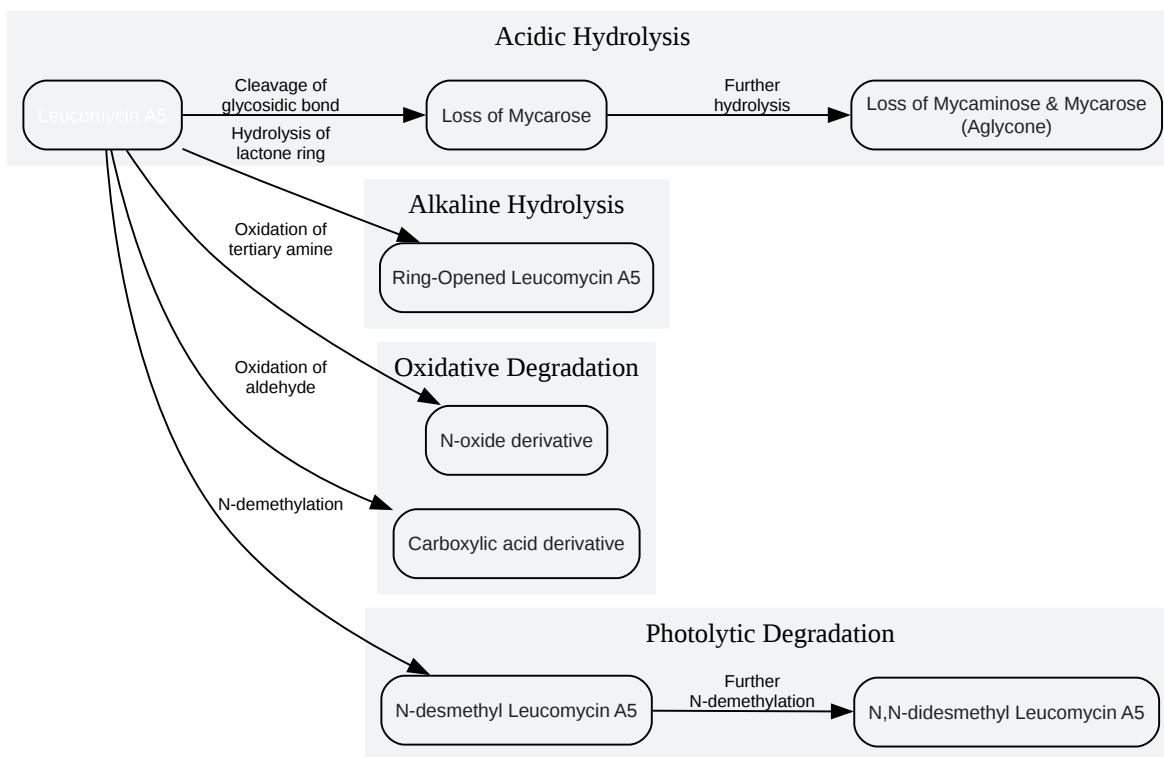 Acidic Hydrolysis
Leucomycin A5
Cleavage of
glycosidic bond
Loss of Mycarose
Further
hydrolysis
Loss of Mycaminose & Mycarose
(Aglycone)
Hydrolysis of
lactone ring
Alkaline Hydrolysis
Ring-Opened Leucomycin A5
Oxidation of
tertiary amine
Oxidative Degradation
N-oxide derivative
Oxidation of
aldehyde
Carboxylic acid derivative
N-demethylation
Photolytic Degradation
N-desmethyl Leucomycin A5
Further
N-demethylation
N,N-didesmethyl Leucomycin A5